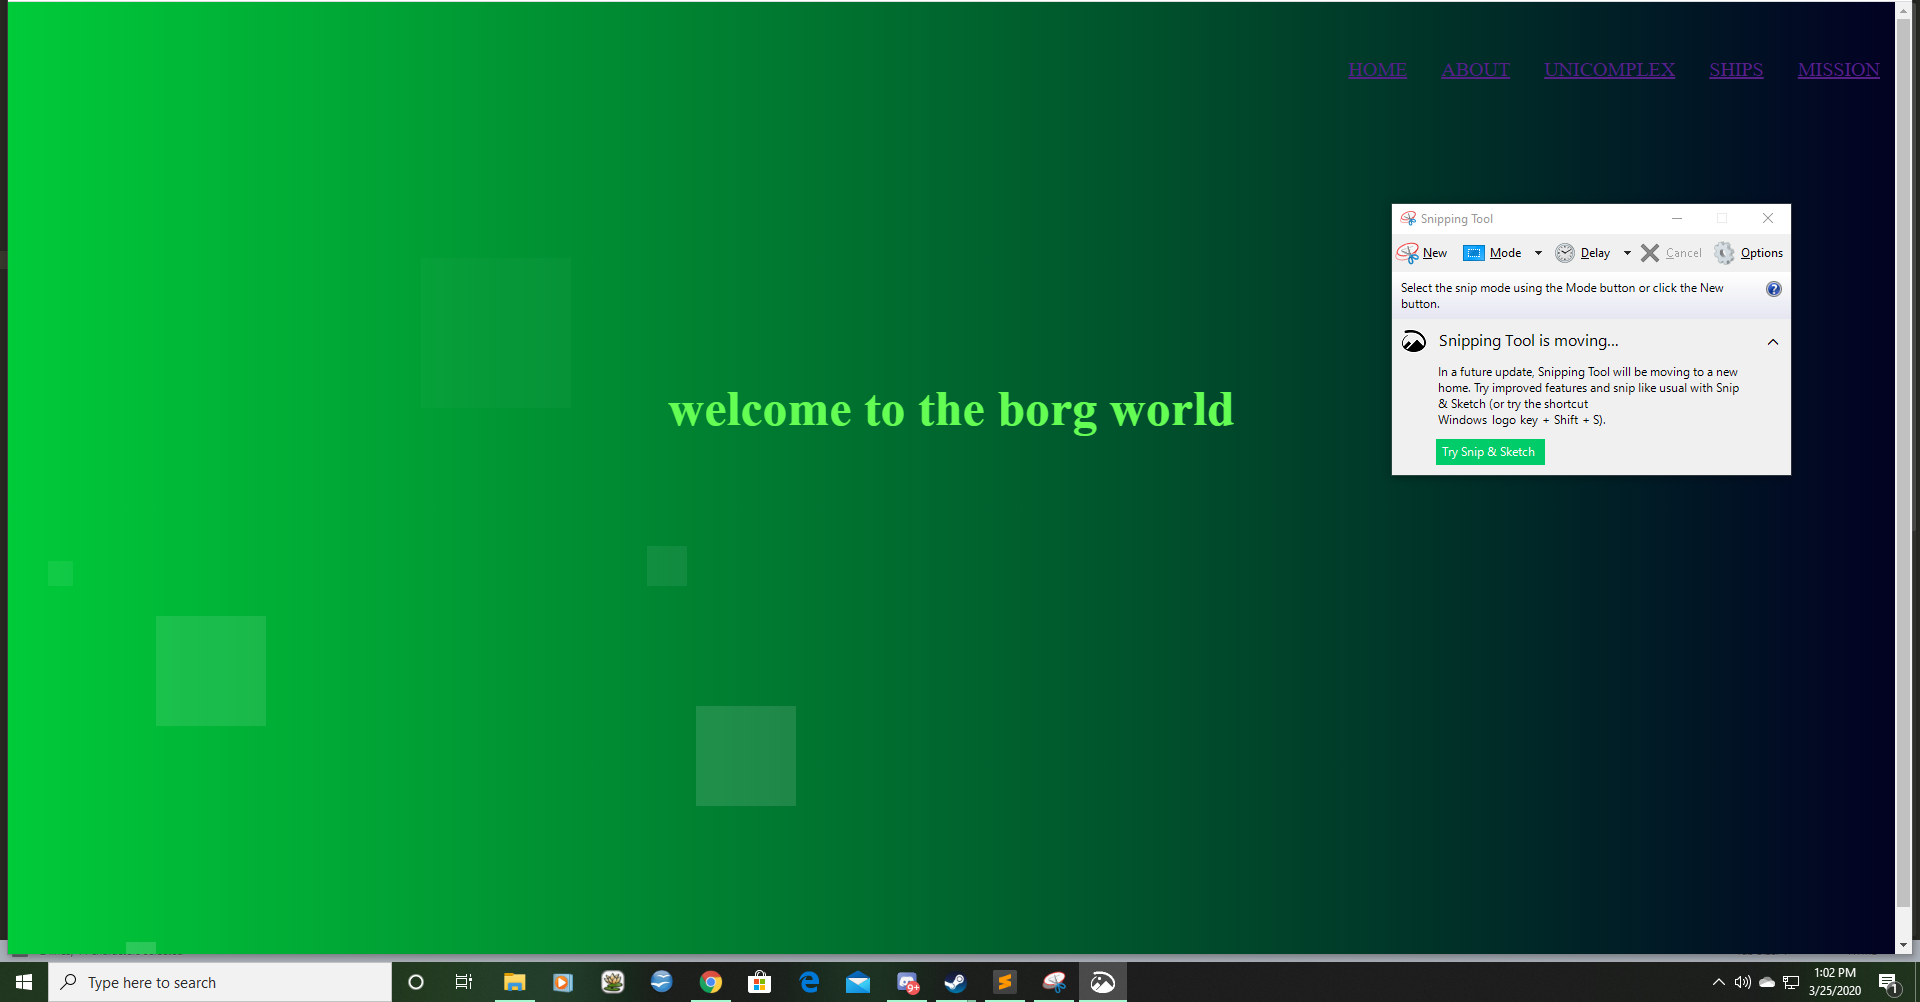 HOME ABOUT UNICOMPLEX SHIPS MISSION
Snipping Tool
New Mode Delay Cancel Options
Select the snip mode using the Mode button or click the New
button.
Snipping Tool is moving...
In a future update, Snipping Tool will be moving to a new
home. Try improved features and snip like usual with Snip
& Sketch (or try the shortcut
Windows logo key + Shift + S).
Try Snip & Sketch
welcome to the borg world
Type here to search
9+
1:02 PM
3/25/2020
1